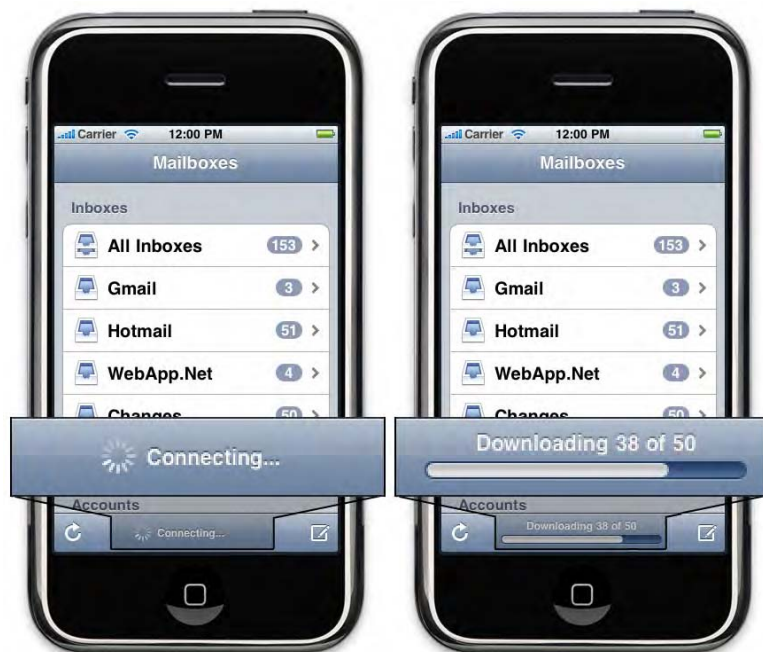 Carrier 12:00 PM
Mailboxes
Inboxes
All Inboxes 153
Gmail 3
Hotmail 51
WebApp.Net 4
Changes 50
Connecting...
Accounts
Connecting...
Carrier 12:00 PM
Mailboxes
Inboxes
All Inboxes 153
Gmail 3
Hotmail 51
WebApp.Net 4
Changes 50
Downloading 38 of 50
Accounts
Downloading 38 of 50